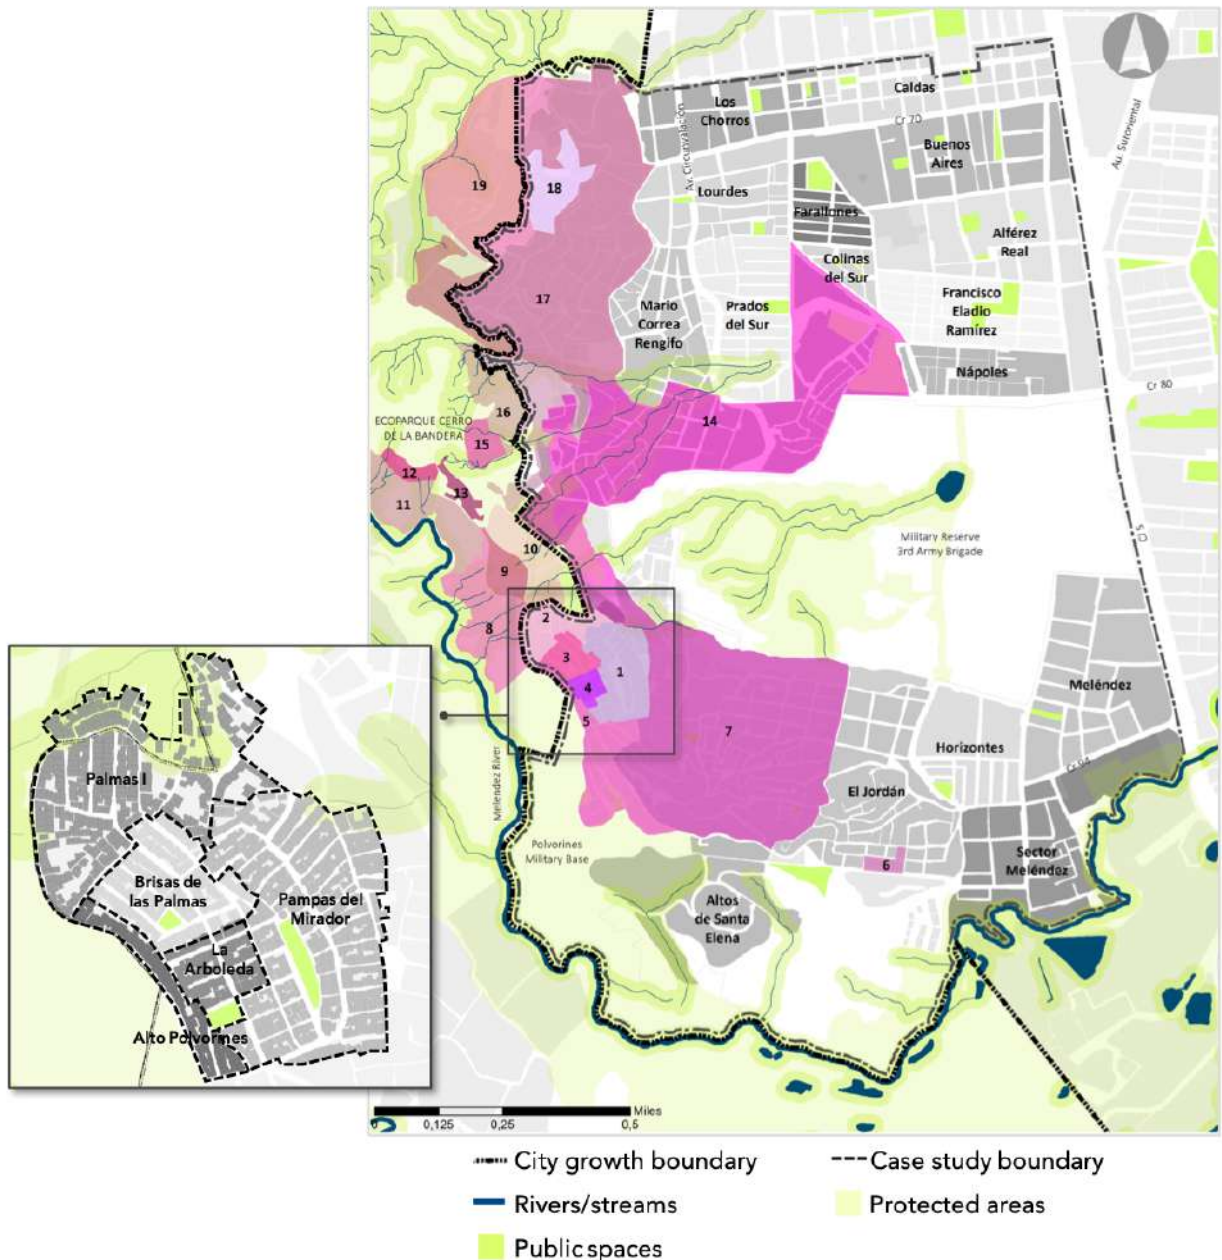 Caldas
Los
Chorros
Cr 70
Av. Circunvalación
Au. Suroriental
Buenos
Aires
19
18
Lourdes
Farallones
Alférez
Real
Colinas
del Sur
17
Mario
Correa
Rengifo
Prados
del Sur
Francisco
Eladio
Ramírez
Nápoles
Cr 80
16
ECOPARQUE CERRO
DE LA BANDERA
15
14
12
13
11
10
9
Military Reserve
3rd Army Brigade
8
2
3
1
4
5
7
Meléndez
Horizontes
Cr 94
El Jordán
6
Sector
Meléndez
Melendez River
Polvorines
Military Base
Altos
de Santa
Elena
Palmas I
Brisas de
las Palmas
Pampas del
Mirador
La
Arboleda
Alto Polvorines
0
0,125
0,25
0,5
Miles
City growth boundary
Case study boundary
Rivers/streams
Protected areas
Public spaces